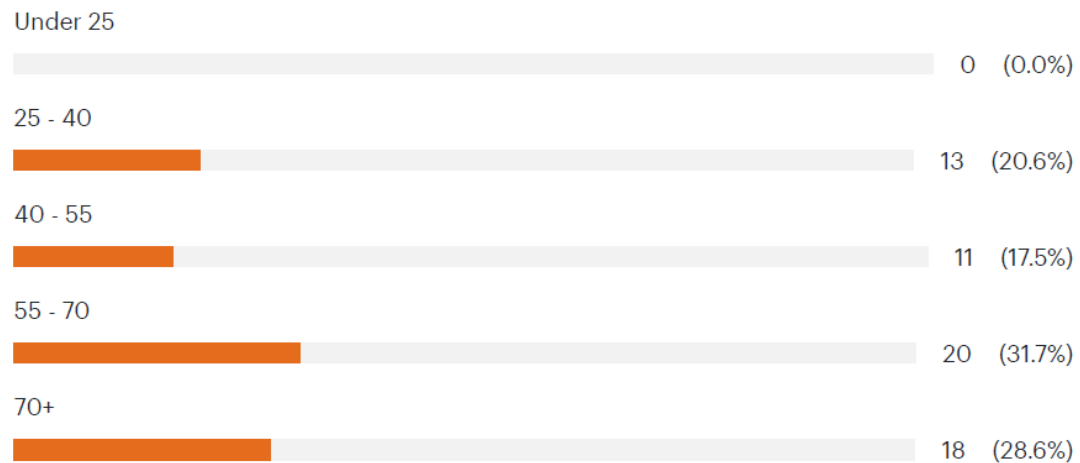 Under 25
0 (0.0%)
25 - 40
13 (20.6%)
40 - 55
11 (17.5%)
55 - 70
20 (31.7%)
70+
18 (28.6%)